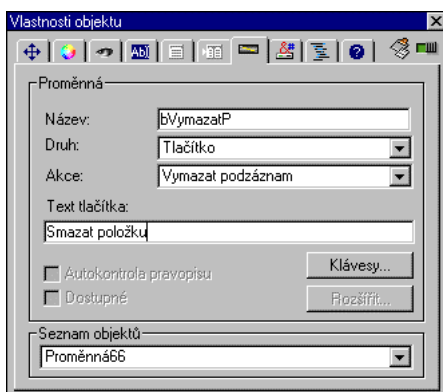 Vlastnosti objektu
Proměnná
Název: bVymazatP
Druh: Tlačítko
Akce: Vymazat podzáznam
Text tlačítka:
Smazat položku
Klávesy...
Autokontrola pravopisu
Dostupné Rozšířit...
Seznam objektů
Proměnná66